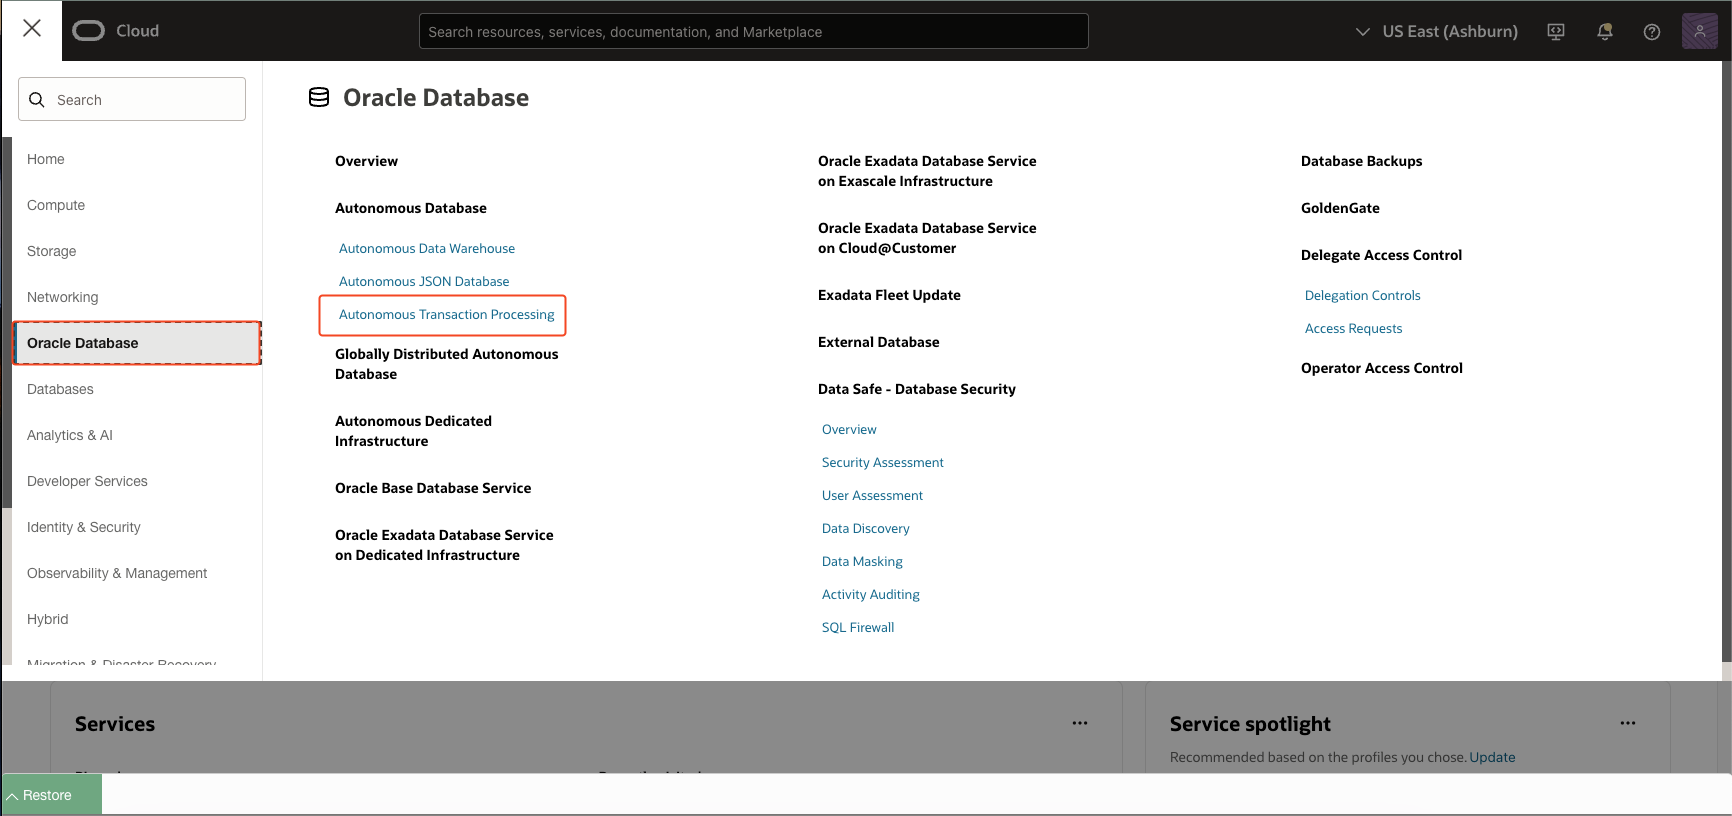 Cloud
Search resources, services, documentation, and Marketplace
US East (Ashburn)
Search
Home
Compute
Storage
Networking
Oracle Database
Databases
Analytics & AI
Developer Services
Identity & Security
Observability & Management
Hybrid
Migration & Disaster Recovery
Oracle Database
Overview
Autonomous Database
Autonomous Data Warehouse
Autonomous JSON Database
Autonomous Transaction Processing
Globally Distributed Autonomous
Database
Autonomous Dedicated
Infrastructure
Oracle Base Database Service
Oracle Exadata Database Service
on Dedicated Infrastructure
Oracle Exadata Database Service
on Exascale Infrastructure
Oracle Exadata Database Service
on Cloud@Customer
Exadata Fleet Update
External Database
Data Safe - Database Security
Overview
Security Assessment
User Assessment
Data Discovery
Data Masking
Activity Auditing
SQL Firewall
Database Backups
GoldenGate
Delegate Access Control
Delegation Controls
Access Requests
Operator Access Control
Services
Service spotlight
Recommended based on the profiles you chose. Update
Restore